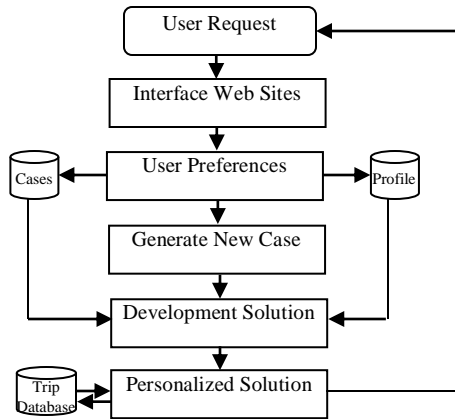 User Request
Interface Web Sites
Cases
User Preferences
Profile
Generate New Case
Development Solution
Trip
Database
Personalized Solution